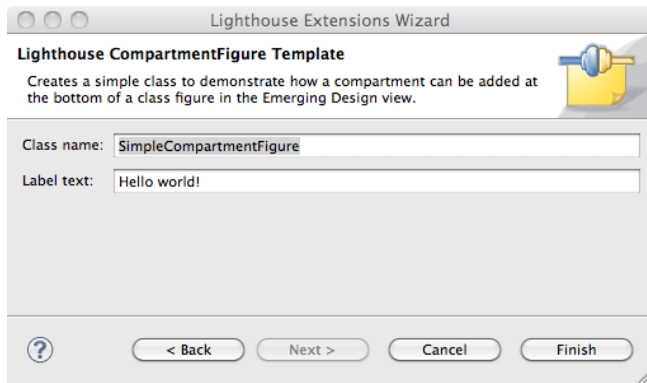 Lighthouse Extensions Wizard
Lighthouse CompartmentFigure Template
Creates a simple class to demonstrate how a compartment can be added at
the bottom of a class figure in the Emerging Design view.
Class name: SimpleCompartmentFigure
Label text: Hello world!
? < Back Next > Cancel Finish